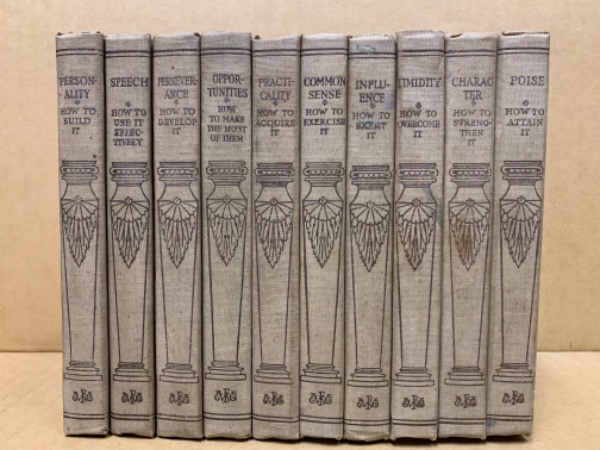 PERSON-
ALITY
HOW TO
BUILD
IT
SPEECH
HOW TO
USE IT
EFFEC-
TIVELY
PERSEVER-
ANCE
HOW TO
DEVELOP
IT
OPPOR-
TUNITIES
HOW
TO MAKE
THE MOST
OF THEM
PRACTI-
CALITY
HOW TO
ACQUIRE
IT
COMMON
SENSE
HOW TO
EXERCISE
IT
INFLU-
ENCE
HOW TO
EXERT
IT
TIMIDITY
HOW TO
OVERCOME
IT
CHARAC-
TER
HOW TO
STRENG-
THEN
IT
POISE
HOW TO
ATTAIN
IT